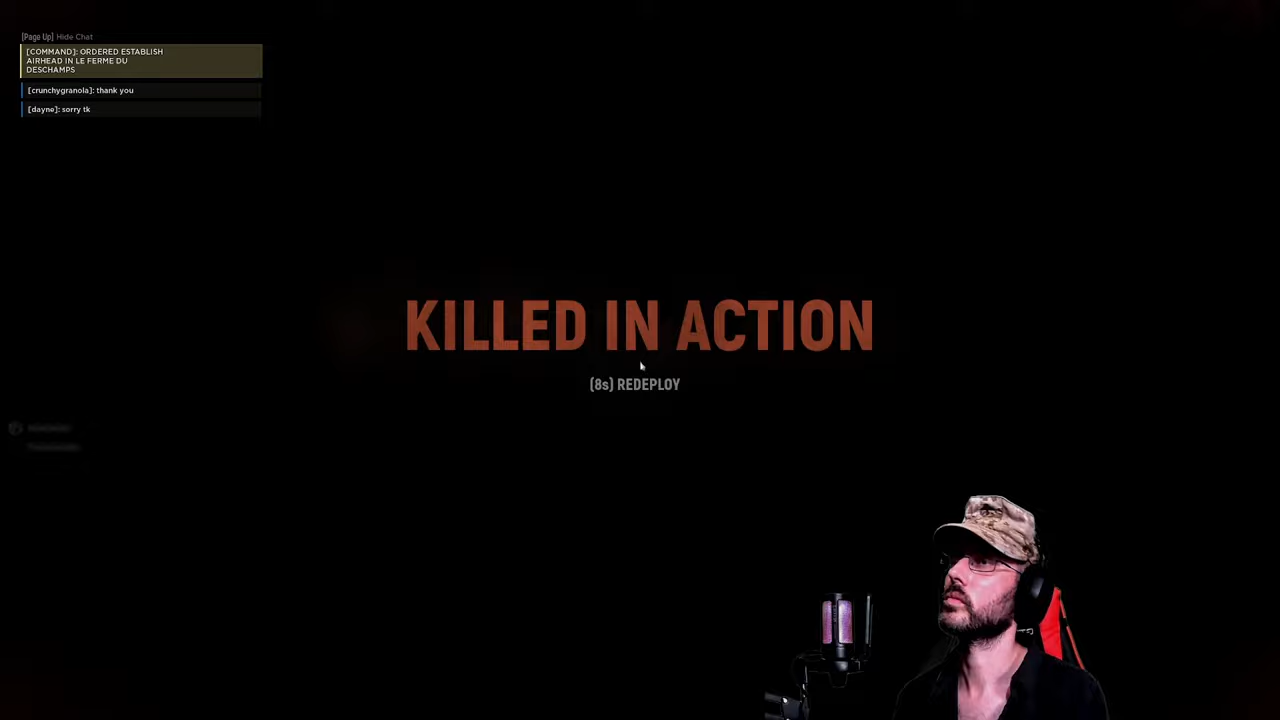 [Page Up] Hide Chat
[COMMAND]: ORDERED ESTABLISH
AIRHEAD IN LE FERME DU
DESCHAMPS
[crunchygranola]: thank you
[dayne]: sorry tk
KILLED IN ACTION
(8s) REDEPLOY